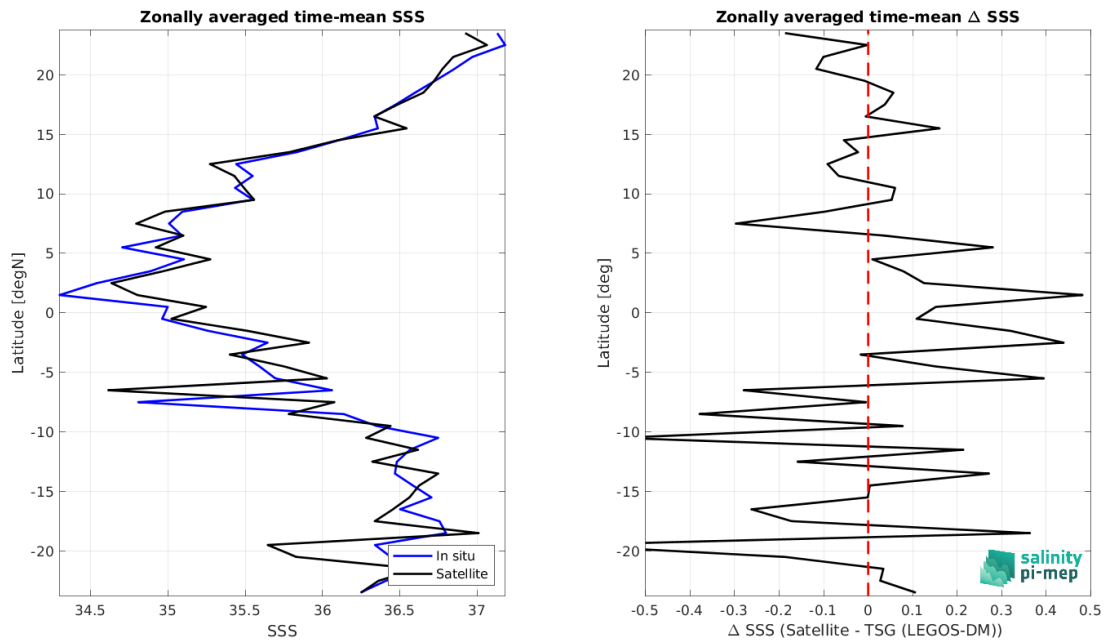 Zonally averaged time-mean SSS
Latitude [degN]
20
15
10
5
0
-5
-10
-15
-20
34.5 35 35.5 36 36.5 37
SSS
In situ
Satellite
Zonally averaged time-mean Δ SSS
Latitude [deg]
20
15
10
5
0
-5
-10
-15
-20
-0.5 -0.4 -0.3 -0.2 -0.1 0 0.1 0.2 0.3 0.4 0.5
Δ SSS (Satellite - TSG (LEGOS-DM))
salinity
pi-mep